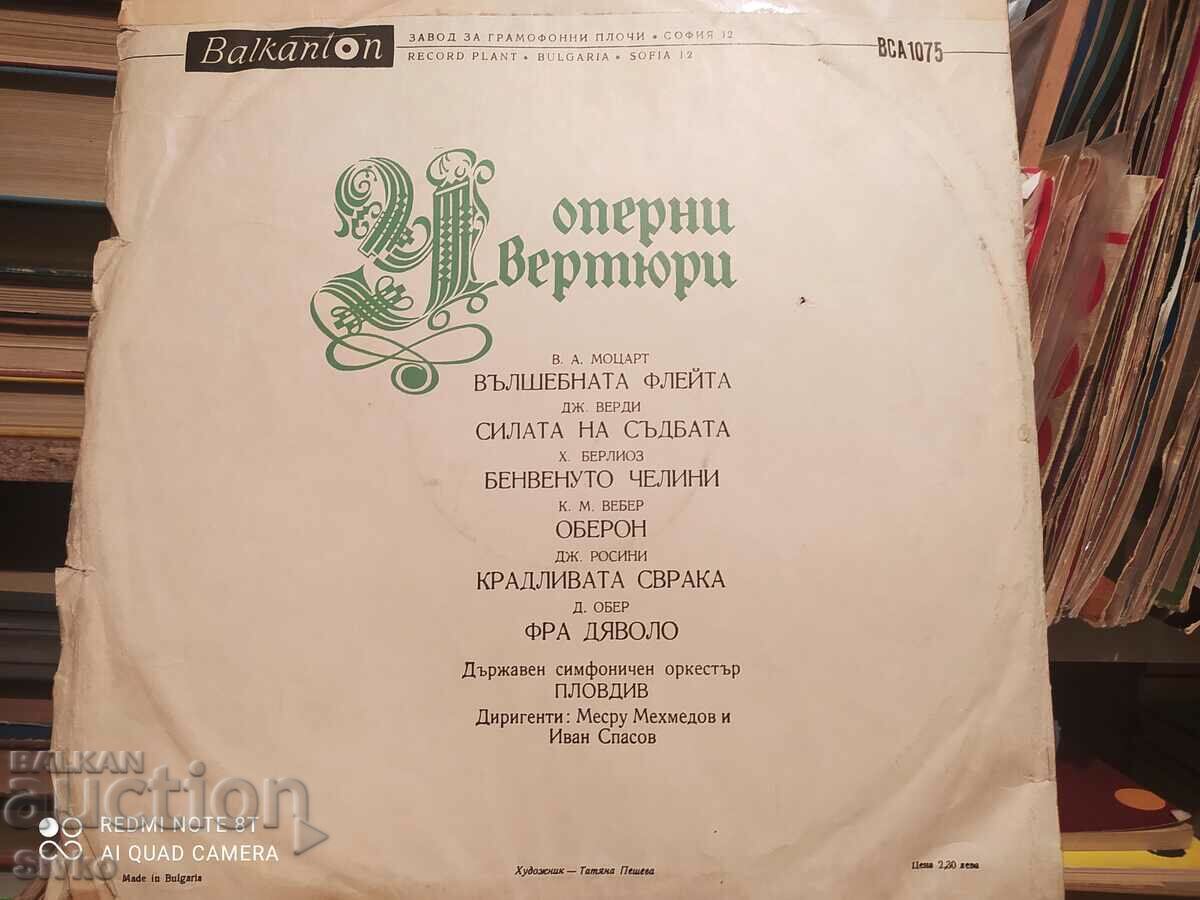 Balkanton
ЗАВОД ЗА ГРАМОФОННИ ПЛОЧИ • СОФИЯ 12
RECORD PLANT • BULGARIA • SOFIA 12
BCA1075
оперни
Увертюри
В. А. МОЦАРТ
ВЪЛШЕБНАТА ФЛЕЙТА
ДЖ. ВЕРДИ
СИЛАТА НА СЪДБАТА
Х. БЕРЛИОЗ
БЕНВЕНУТО ЧЕЛИНИ
К. М. ВЕБЕР
ОБЕРОН
ДЖ. РОСИНИ
КРАДЛИВАТА СВРАКА
Д. ОБЕР
ФРА ДЯВОЛО
Държавен симфоничен оркестър
ПЛОВДИВ
Диригенти: Месру Мехмедов и
Иван Спасов
BALKAN
auction
REDMI NOTE 8T
AI QUAD CAMERA
Sivko
Made in Bulgaria
Художник — Татяна Пешева
Цена 2,30 лева